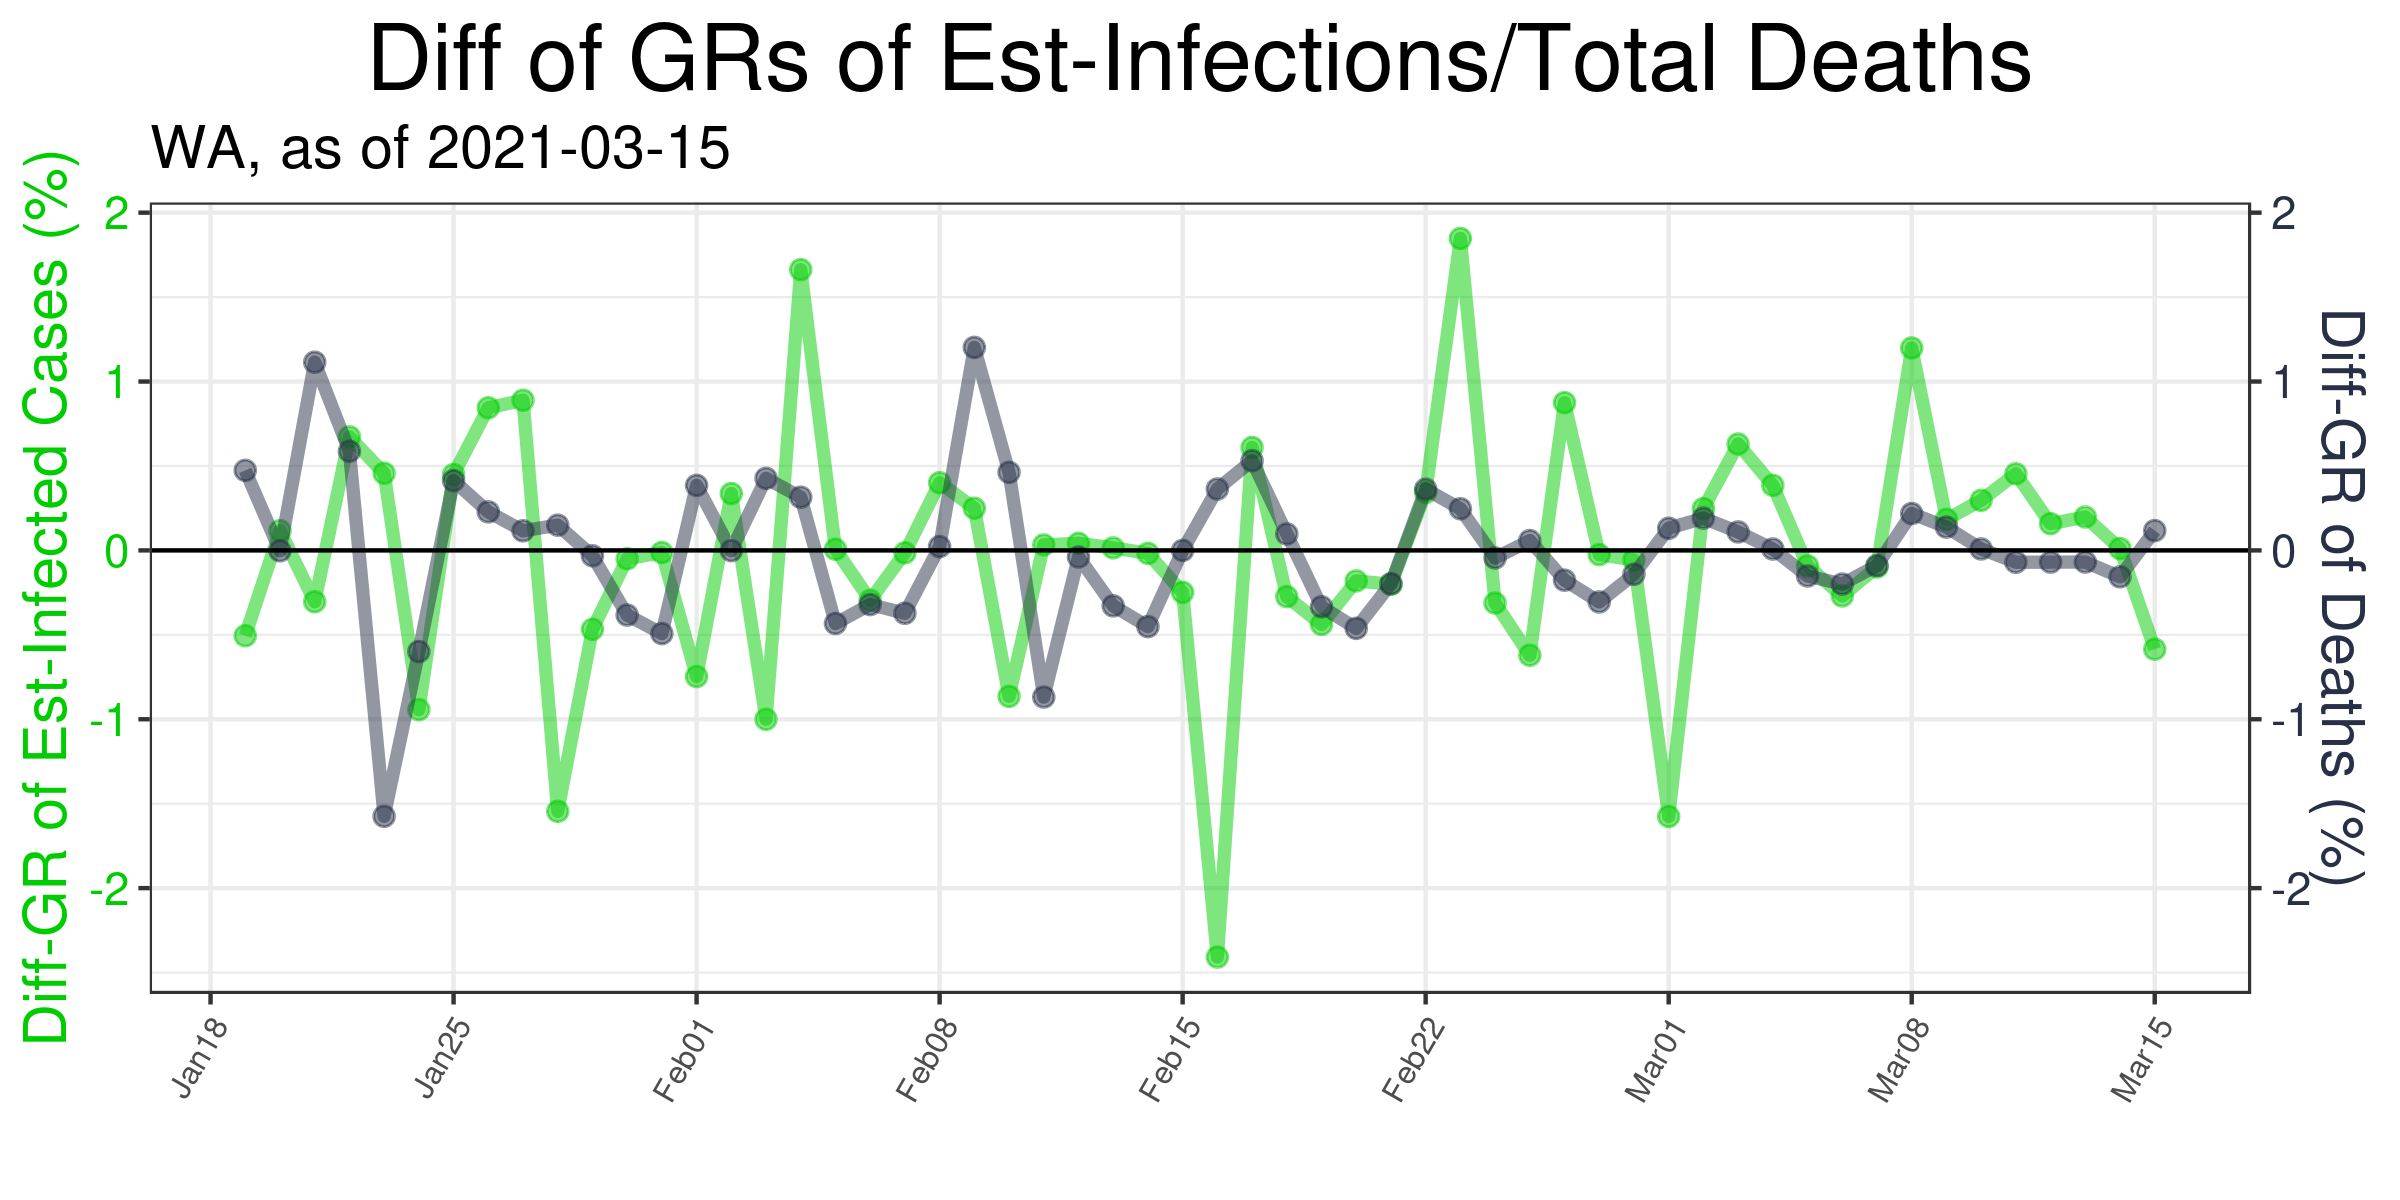 Diff of GRs of Est-Infections/Total Deaths
WA, as of 2021-03-15
Diff-GR of Est-Infected Cases (%)
2
1
0
-1
-2
2
1
0
-1
-2
Diff-GR of Deaths (%)
Jan18
Jan25
Feb01
Feb08
Feb15
Feb22
Mar01
Mar08
Mar15